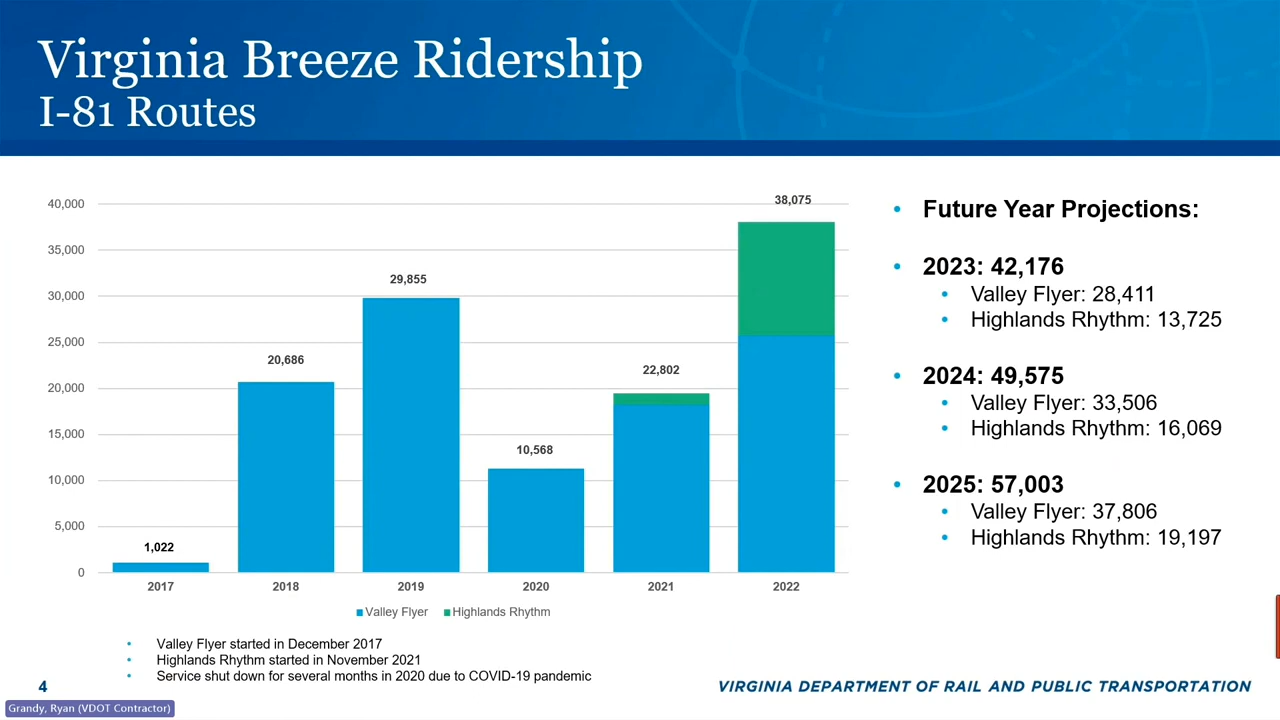 Virginia Breeze Ridership
I-81 Routes
40,000
35,000
30,000
25,000
20,000
15,000
10,000
5,000
0
1,022
20,686
29,855
10,568
22,802
38,075
2017
2018
2019
2020
2021
2022
Valley Flyer
Highlands Rhythm
• Future Year Projections:
• 2023: 42,176
• Valley Flyer: 28,411
• Highlands Rhythm: 13,725
• 2024: 49,575
• Valley Flyer: 33,506
• Highlands Rhythm: 16,069
• 2025: 57,003
• Valley Flyer: 37,806
• Highlands Rhythm: 19,197
• Valley Flyer started in December 2017
• Highlands Rhythm started in November 2021
• Service shut down for several months in 2020 due to COVID-19 pandemic
4
VIRGINIA DEPARTMENT OF RAIL AND PUBLIC TRANSPORTATION
Grandy, Ryan (VDOT Contractor)